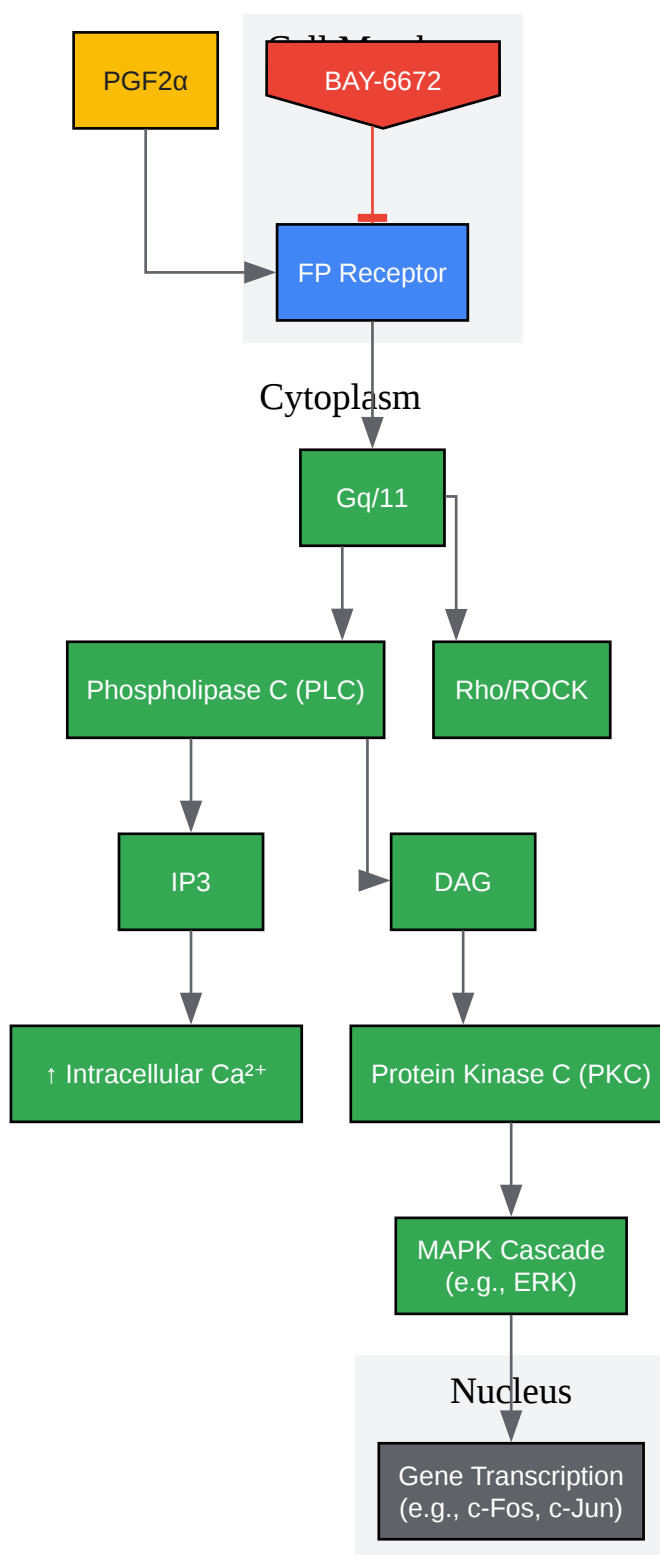 PGF2α
BAY-6672
FP Receptor
Cytoplasm
Gq/11
Phospholipase C (PLC)
Rho/ROCK
IP3
DAG
↑ Intracellular Ca²⁺
Protein Kinase C (PKC)
MAPK Cascade
(e.g., ERK)
Nucleus
Gene Transcription
(e.g., c-Fos, c-Jun)